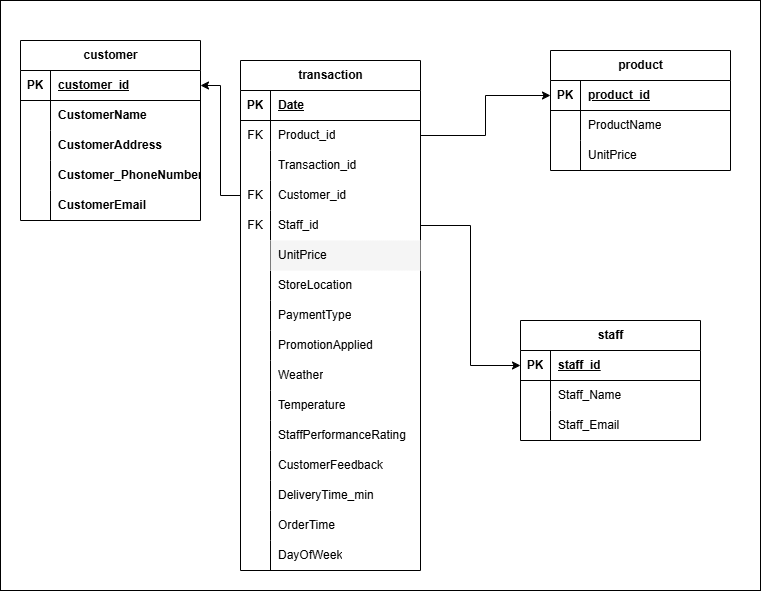 customer
PK customer_id
CustomerName
CustomerAddress
Customer_PhoneNumber
CustomerEmail
transaction
PK Date
FK Product_id
Transaction_id
FK Customer_id
FK Staff_id
UnitPrice
StoreLocation
PaymentType
PromotionApplied
Weather
Temperature
StaffPerformanceRating
CustomerFeedback
DeliveryTime_min
OrderTime
DayOfWeek
product
PK product_id
ProductName
UnitPrice
staff
PK staff_id
Staff_Name
Staff_Email